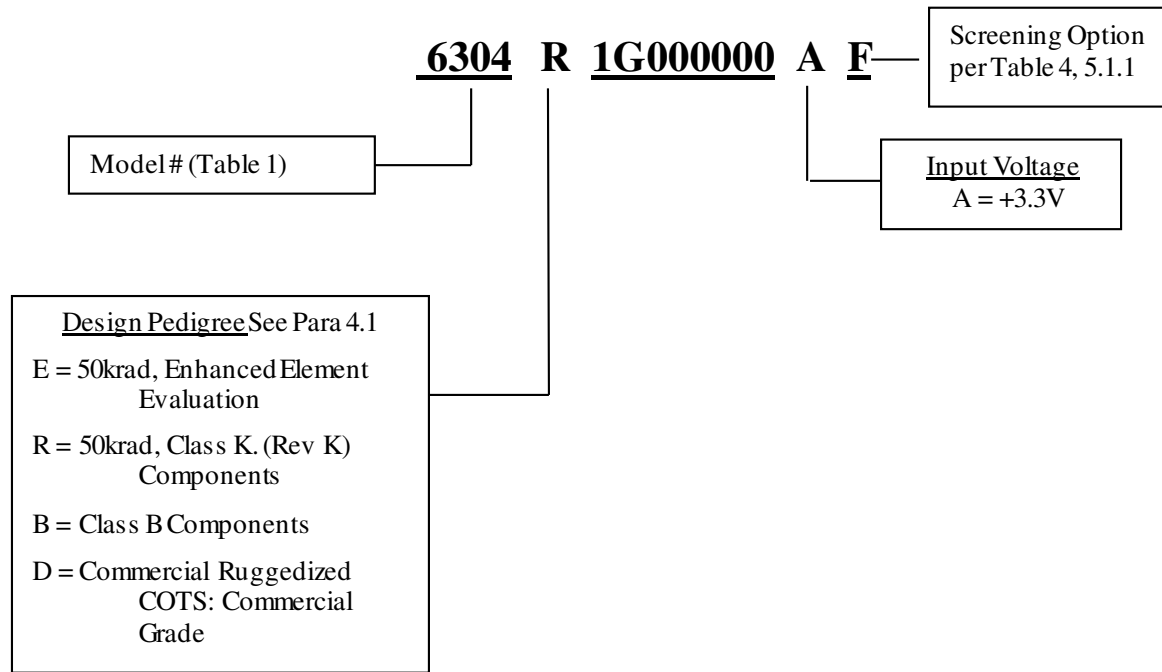 6304 R 1G000000 A F
Screening Option
per Table 4, 5.1.1
Model # (Table 1)
Input Voltage
A = +3.3V
Design Pedigree See Para 4.1
E = 50krad, Enhanced Element
Evaluation
R = 50krad, Class K. (Rev K)
Components
B = Class B Components
D = Commercial Ruggedized
COTS: Commercial
Grade